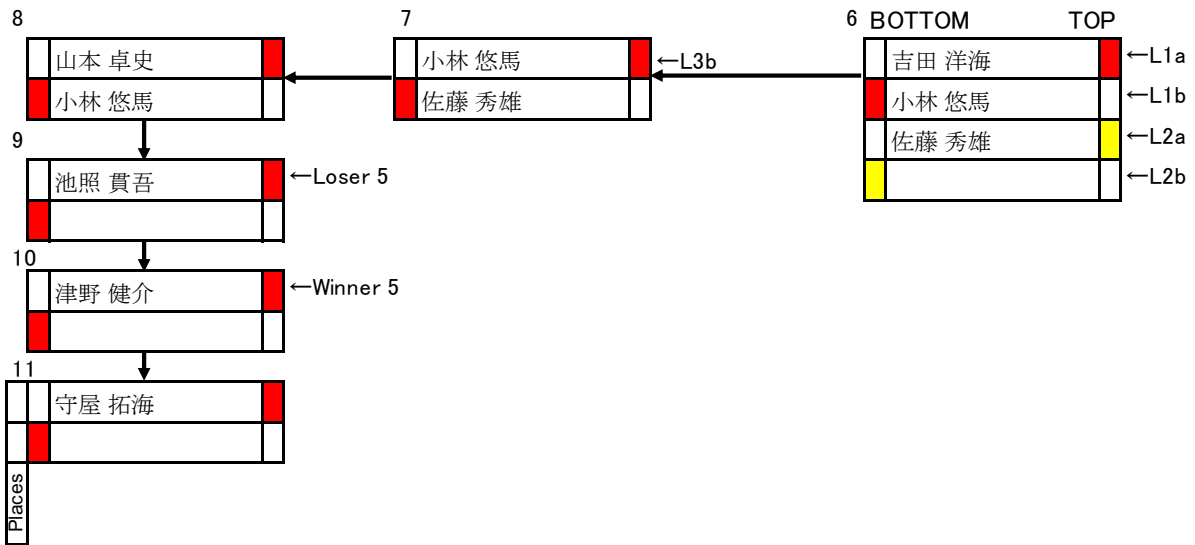 8
山本 卓史
小林 悠馬
7
小林 悠馬
←L3b
佐藤 秀雄
6 BOTTOM TOP
吉田 洋海
←L1a
小林 悠馬
←L1b
佐藤 秀雄
←L2a
←L2b
9
池照 貫吾
←Loser 5
10
津野 健介
←Winner 5
11
守屋 拓海
Places